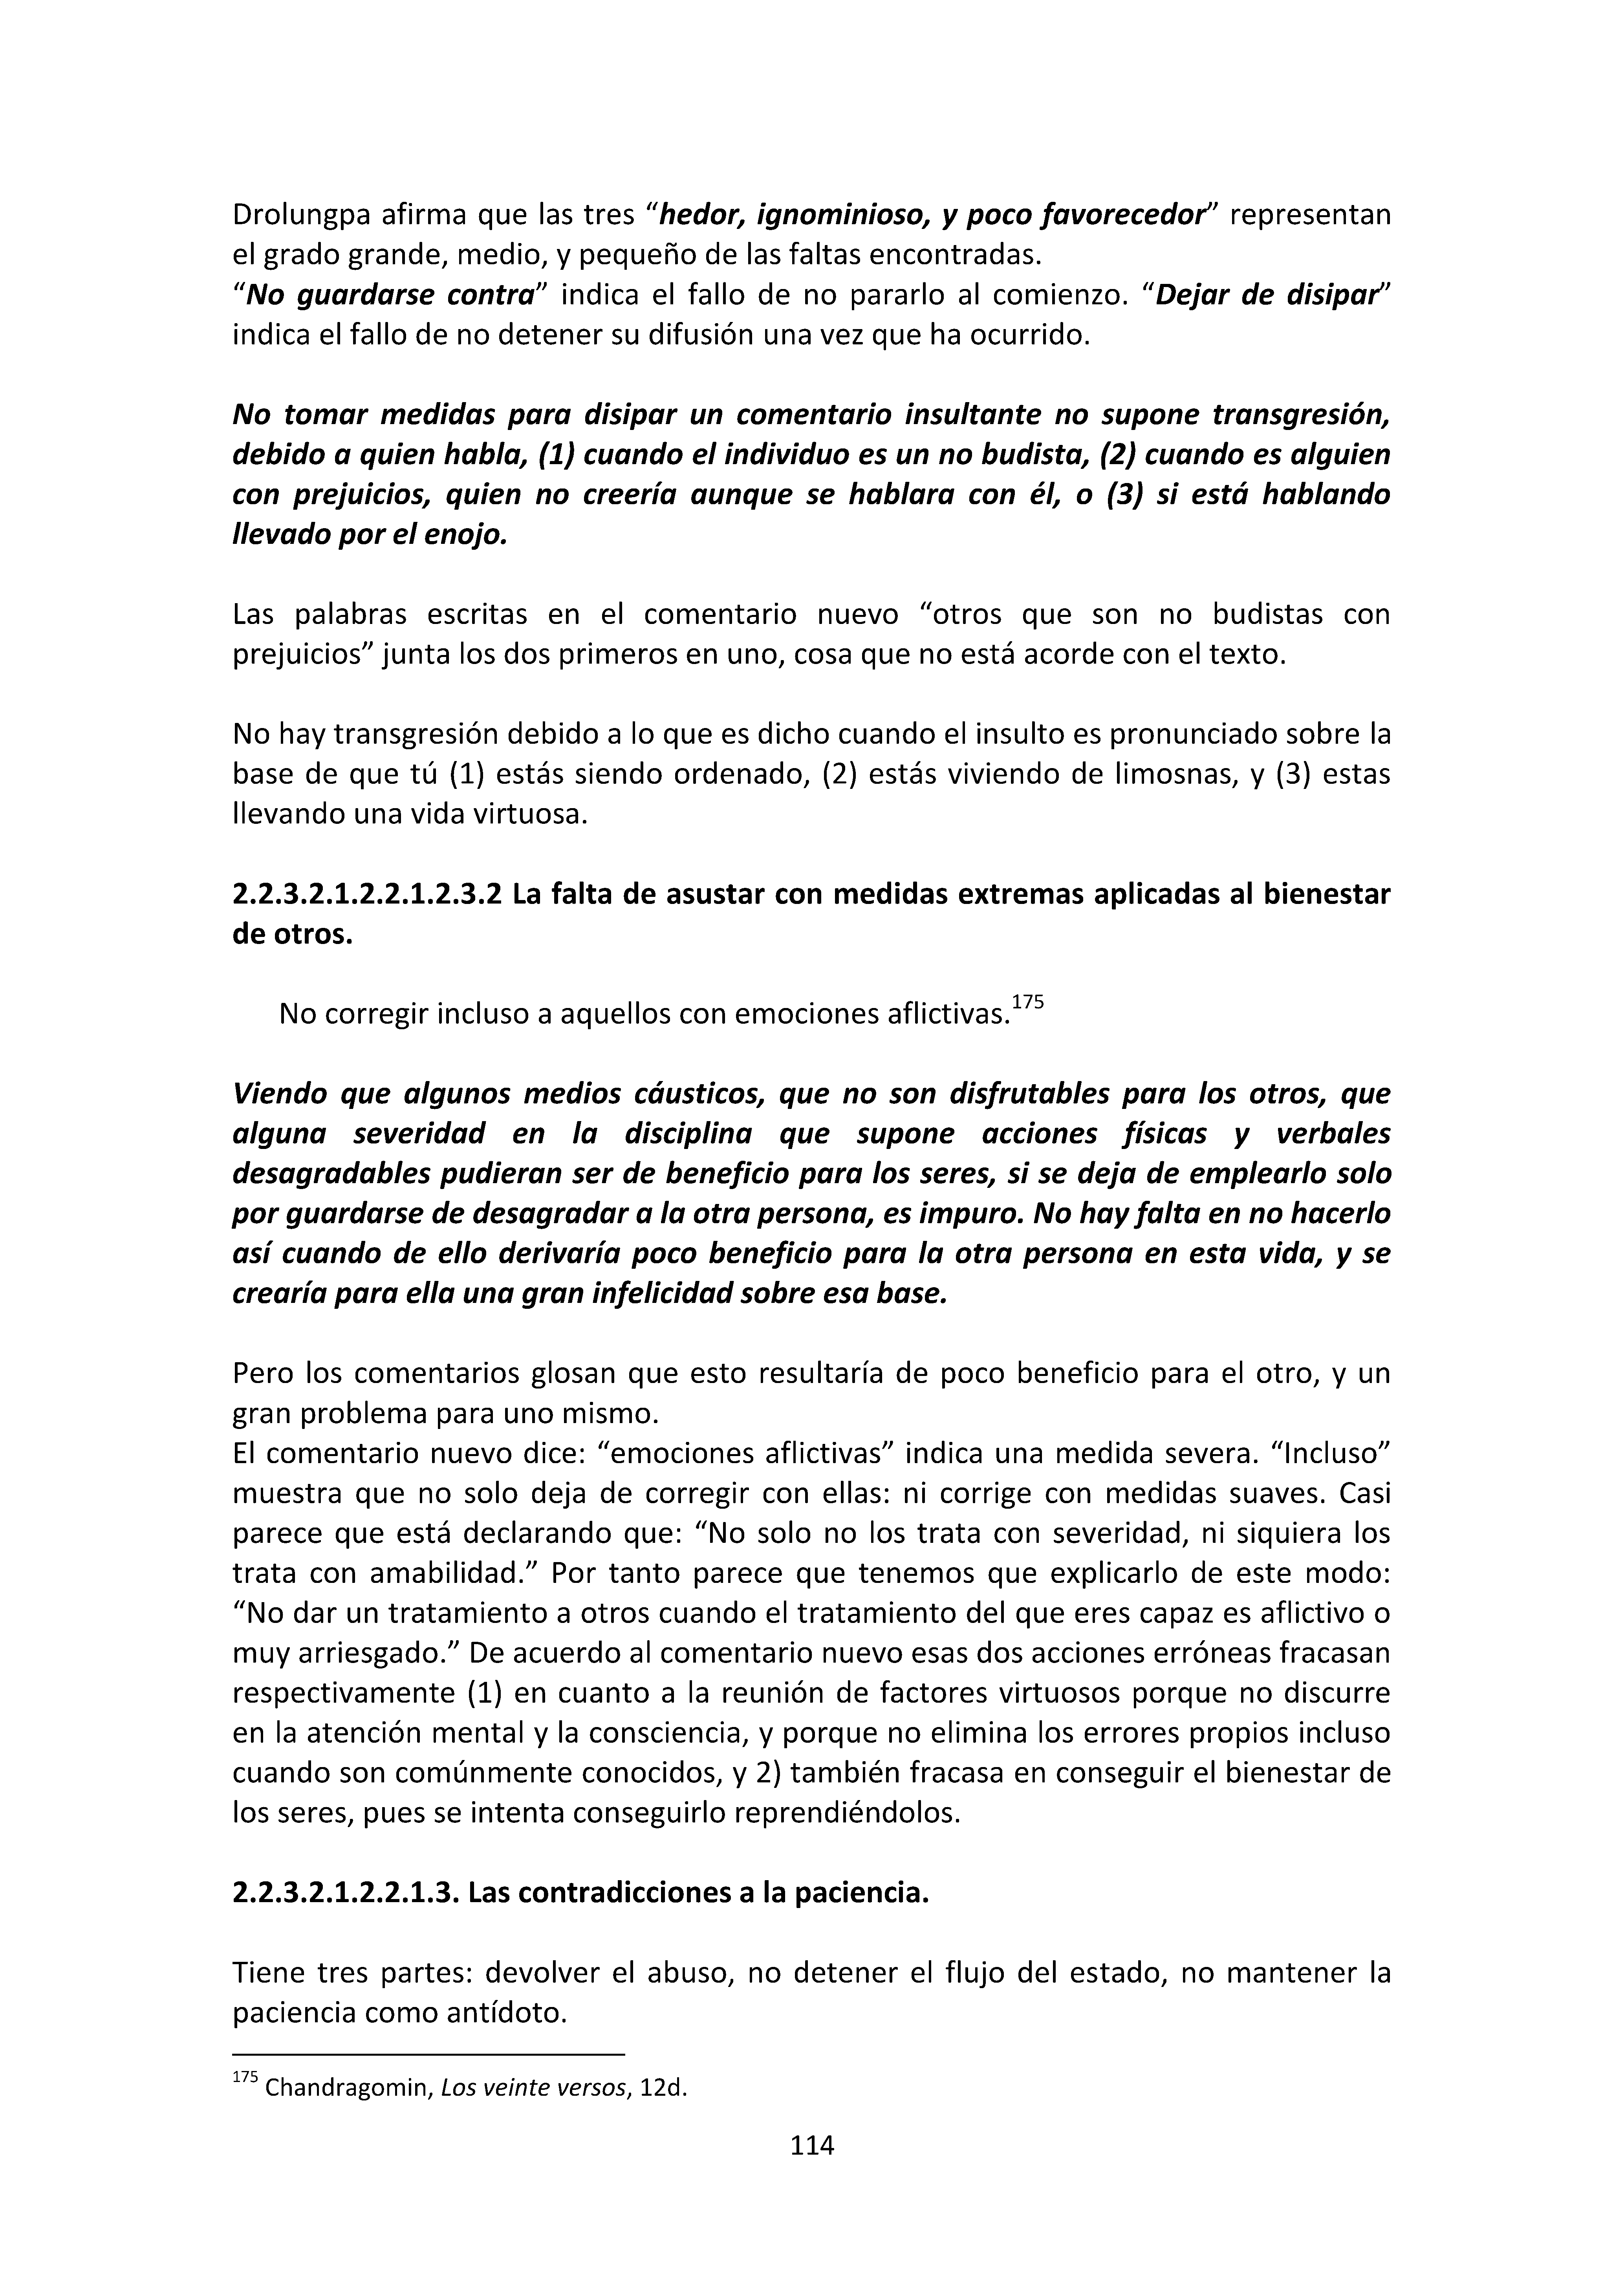 Drolungpa afirma que las tres “hedor, ignominioso, y poco favorecedor” representan
el grado grande, medio, y pequeño de las faltas encontradas.
“No guardarse contra” indica el fallo de no pararlo al comienzo. “Dejar de disipar”
indica el fallo de no detener su difusión una vez que ha ocurrido.
No tomar medidas para disipar un comentario insultante no supone transgresión,
debido a quien habla, (1) cuando el individuo es un no budista, (2) cuando es alguien
con prejuicios, quien no creería aunque se hablara con él, o (3) si está hablando
llevado por el enojo.
Las palabras escritas en el comentario nuevo “otros que son no budistas con
prejuicios” junta los dos primeros en uno, cosa que no está acorde con el texto.
No hay transgresión debido a lo que es dicho cuando el insulto es pronunciado sobre la
base de que tú (1) estás siendo ordenado, (2) estás viviendo de limosnas, y (3) estas
llevando una vida virtuosa.
2.2.3.2.1.2.2.1.2.3.2 La falta de asustar con medidas extremas aplicadas al bienestar
de otros.
No corregir incluso a aquellos con emociones aflictivas.175
Viendo que algunos medios cáusticos, que no son disfrutables para los otros, que
alguna severidad en la disciplina que supone acciones físicas y verbales
desagradables pudieran ser de beneficio para los seres, si se deja de emplearlo solo
por guardarse de desagradar a la otra persona, es impuro. No hay falta en no hacerlo
así cuando de ello derivaría poco beneficio para la otra persona en esta vida, y se
crearía para ella una gran infelicidad sobre esa base.
Pero los comentarios glosan que esto resultaría de poco beneficio para el otro, y un
gran problema para uno mismo.
El comentario nuevo dice: “emociones aflictivas” indica una medida severa. “Incluso”
muestra que no solo deja de corregir con ellas: ni corrige con medidas suaves. Casi
parece que está declarando que: “No solo no los trata con severidad, ni siquiera los
trata con amabilidad.” Por tanto parece que tenemos que explicarlo de este modo:
“No dar un tratamiento a otros cuando el tratamiento del que eres capaz es aflictivo o
muy arriesgado.” De acuerdo al comentario nuevo esas dos acciones erróneas fracasan
respectivamente (1) en cuanto a la reunión de factores virtuosos porque no discurre
en la atención mental y la consciencia, y porque no elimina los errores propios incluso
cuando son comúnmente conocidos, y 2) también fracasa en conseguir el bienestar de
los seres, pues se intenta conseguirlo reprendiéndolos.
2.2.3.2.1.2.2.1.3. Las contradicciones a la paciencia.
Tiene tres partes: devolver el abuso, no detener el flujo del estado, no mantener la
paciencia como antídoto.
175 Chandragomin, Los veinte versos, 12d.
114